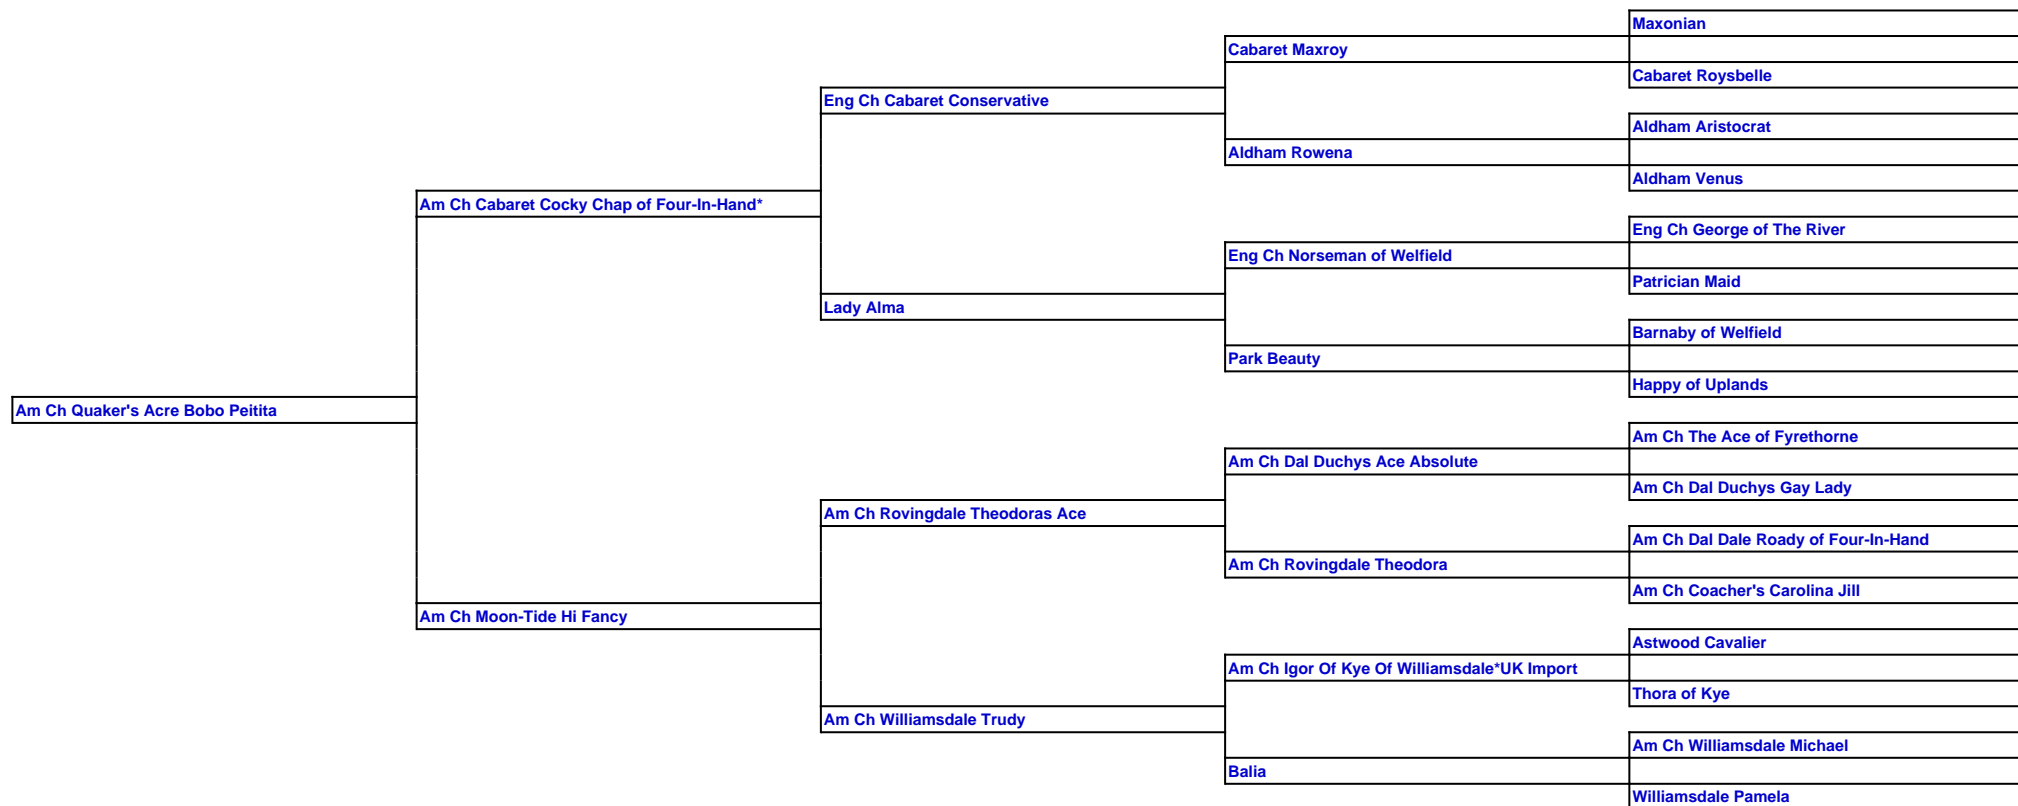 Maxonian
Cabaret Maxroy
Cabaret Roysbelle
Eng Ch Cabaret Conservative
Aldham Aristocrat
Aldham Rowena
Aldham Venus
Am Ch Cabaret Cocky Chap of Four-In-Hand*
Eng Ch George of The River
Eng Ch Norseman of Welfield
Patrician Maid
Lady Alma
Barnaby of Welfield
Park Beauty
Happy of Uplands
Am Ch Quaker's Acre Bobo Peitita
Am Ch The Ace of Fyrethorne
Am Ch Dal Duchys Ace Absolute
Am Ch Dal Duchys Gay Lady
Am Ch Rovingdale Theodoras Ace
Am Ch Dal Dale Roady of Four-In-Hand
Am Ch Rovingdale Theodora
Am Ch Coacher's Carolina Jill
Am Ch Moon-Tide Hi Fancy
Astwood Cavalier
Am Ch Igor Of Kye Of Williamsdale*UK Import
Thora of Kye
Am Ch Williamsdale Trudy
Am Ch Williamsdale Michael
Balia
Williamsdale Pamela